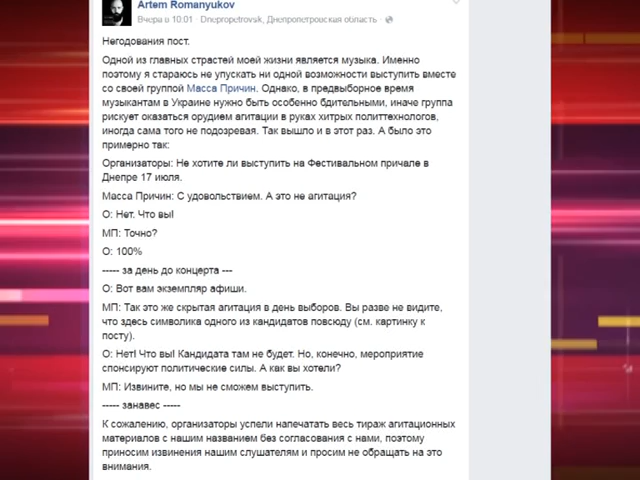 Artem Romanyukov
Вчера в 10:01 · Dnepropetrovsk, Днепропетровская область ·
Негодования пост.
Одной из главных страстей моей жизни является музыка. Именно
поэтому я стараюсь не упускать ни одной возможности выступить вместе
со своей группой Масса Причин. Однако, в предвыборное время
музыкантам в Украине нужно быть особенно бдительными, иначе группа
рискует оказаться орудием агитации в руках хитрых политтехнологов,
иногда сама того не подозревая. Так вышло и в этот раз. А было это
примерно так:
Организаторы: Не хотите ли выступить на Фестивальном причале в
Днепре 17 июля.
Масса Причин: С удовольствием. А это не агитация?
О: Нет. Что вы!
МП: Точно?
О: 100%
----- за день до концерта ---
О: Вот вам экземпляр афиши.
МП: Так это же скрытая агитация в день выборов. Вы разве не видите,
что здесь символика одного из кандидатов повсюду (см. картинку к
посту).
О: Нет! Что вы! Кандидата там не будет. Но, конечно, мероприятие
спонсируют политические силы. А как вы хотели?
МП: Извините, но мы не сможем выступить.
----- занавес -----
К сожалению, организаторы успели напечатать весь тираж агитационных
материалов с нашим названием без согласования с нами, поэтому
приносим извинения нашим слушателям и просим не обращать на это
внимания.